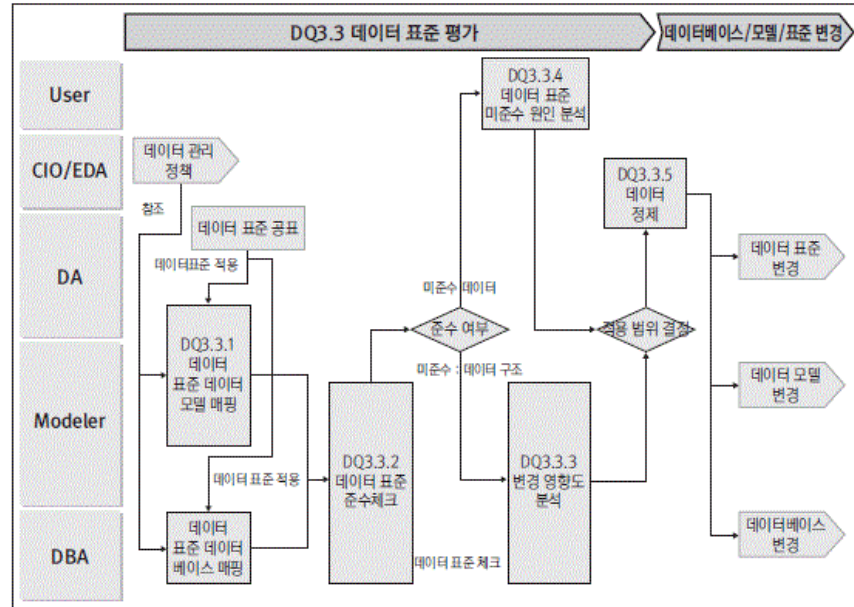 DQ3.3 데이터 표준 평가
데이터베이스/모델/표준 변경
User
DQ3.3.4
데이터 표준
미준수 원인 분석
CIO/EDA
데이터 관리
정책
참조
DQ3.3.5
데이터
정제
DA
데이터 표준 공표
데이터표준 적용
데이터 표준
변경
미준수 데이터
준수 여부
적용 범위 결정
미준수 : 데이터 구조
Modeler
DQ3.3.1
데이터
표준 데이터
모델 매핑
데이터 모델
변경
DQ3.3.2
데이터 표준
준수체크
DQ3.3.3
변경 영향도
분석
데이터 표준 적용
DBA
데이터
표준 데이터
베이스 매핑
데이터 표준 체크
데이터베이스
변경